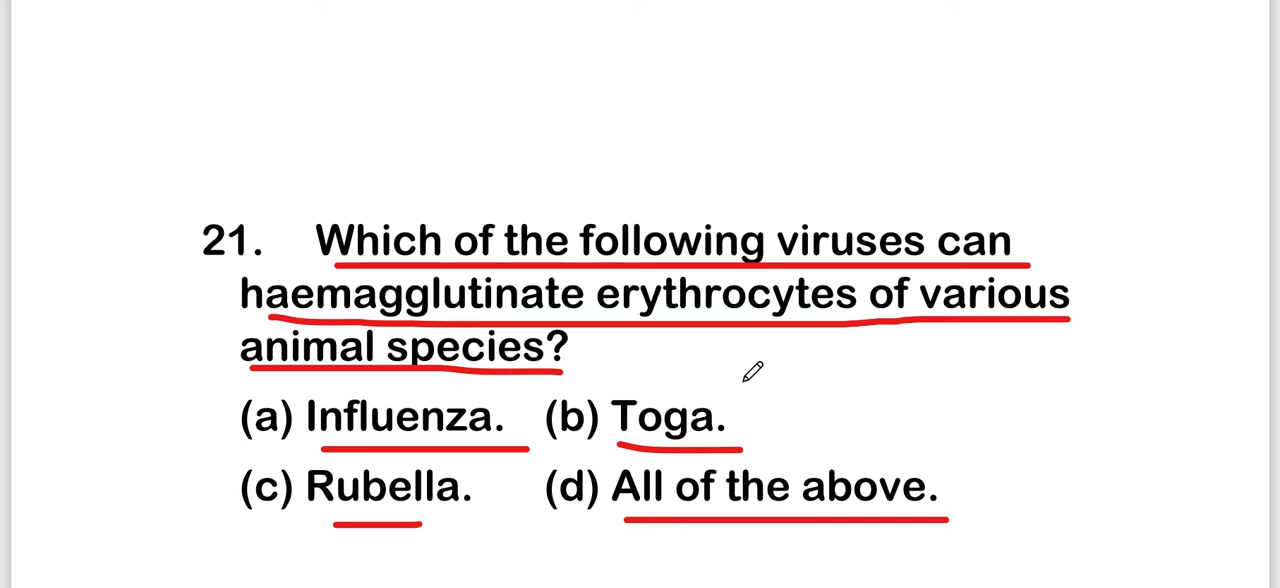 21. Which of the following viruses can
haemagglutinate erythrocytes of various
animal species?
(a) Influenza. (b) Toga.
(c) Rubella. (d) All of the above.